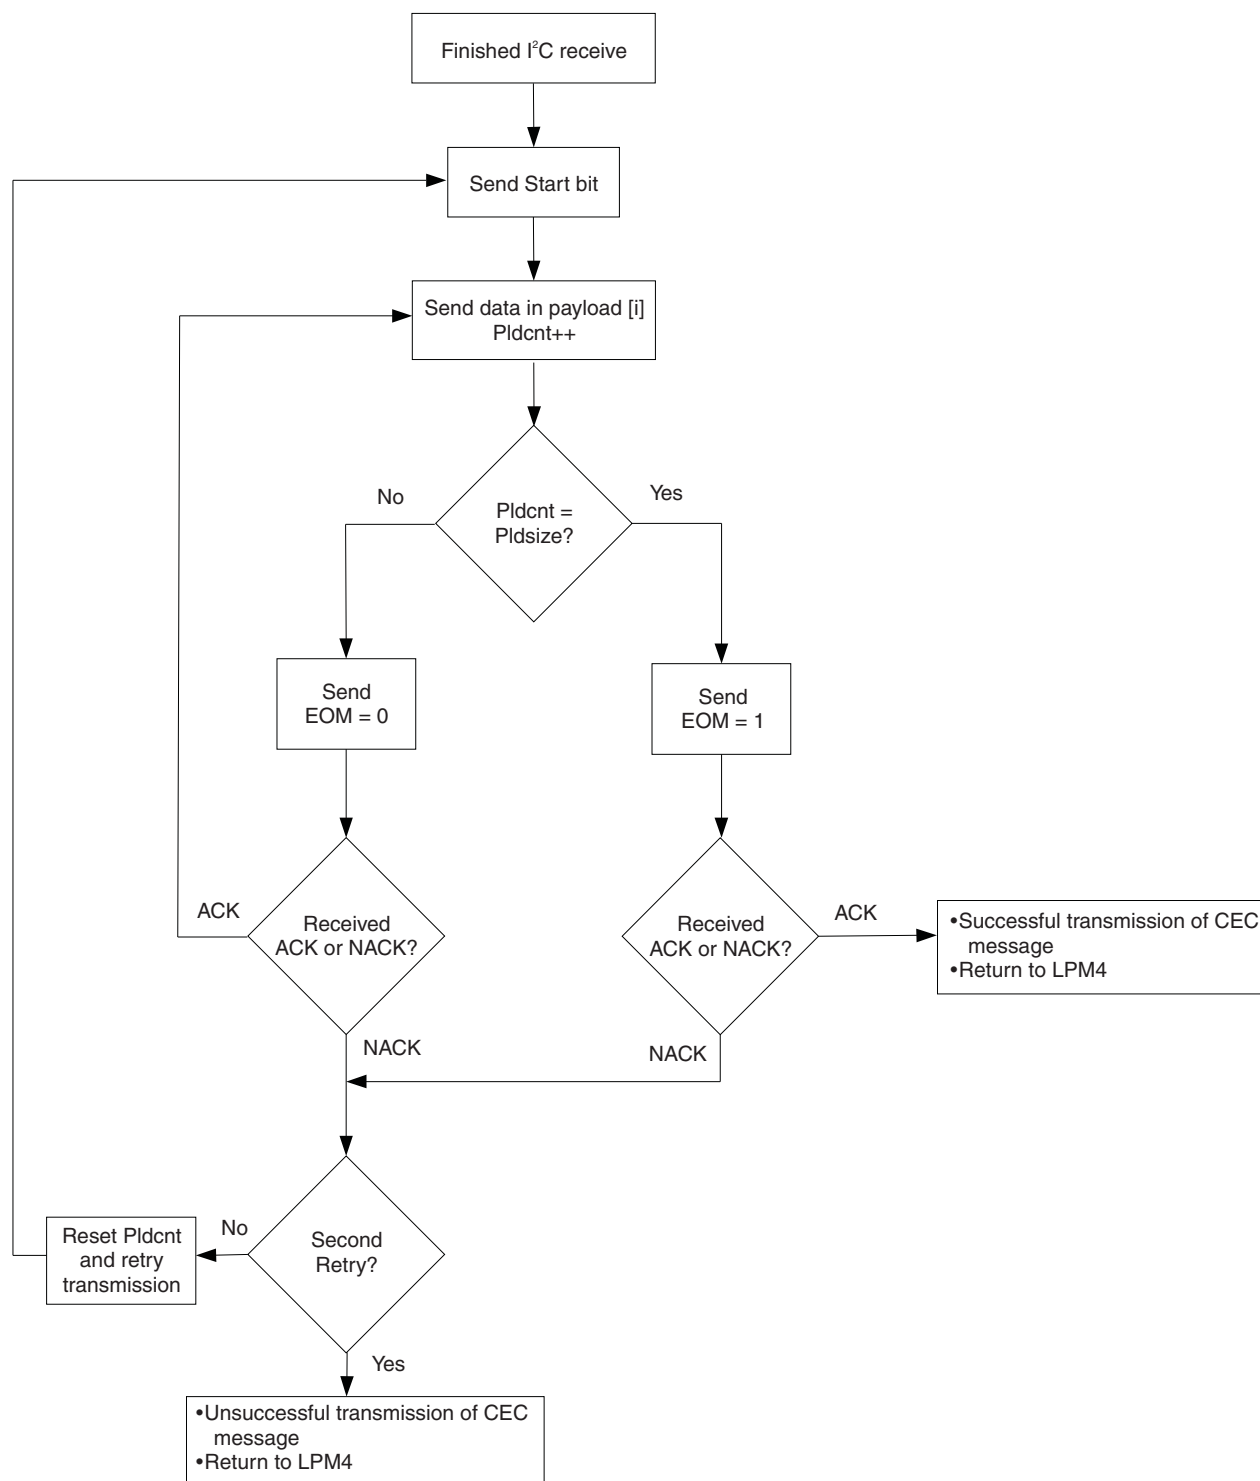 Finished I²C receive
Send Start bit
Send data in payload [i]
Pldcnt++
No
Yes
Pldcnt =
Pldsize?
Send
EOM = 0
Send
EOM = 1
ACK
Received
ACK or NACK?
Received
ACK or NACK?
ACK
•Successful transmission of CEC
message
•Return to LPM4
NACK
NACK
Reset Pldcnt
and retry
transmission
No
Second
Retry?
Yes
•Unsuccessful transmission of CEC
message
•Return to LPM4